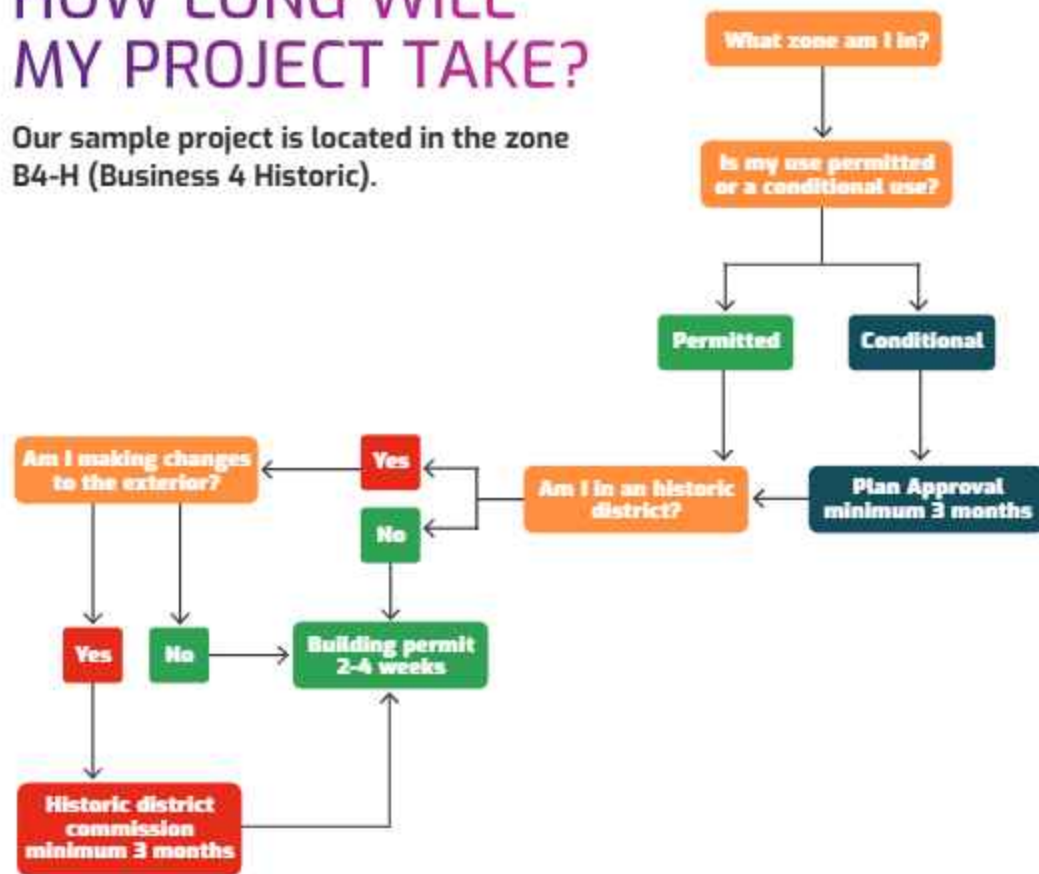 HOW LONG WILL
MY PROJECT TAKE?
Our sample project is located in the zone
B4-H (Business 4 Historic).
What zone am I in?
Is my use permitted
or a conditional use?
Permitted
Conditional
Plan Approval
minimum 3 months
Am I in an historic
district?
Yes
No
Am I making changes
to the exterior?
Yes
No
Building permit
2-4 weeks
Historic district
commission
minimum 3 months